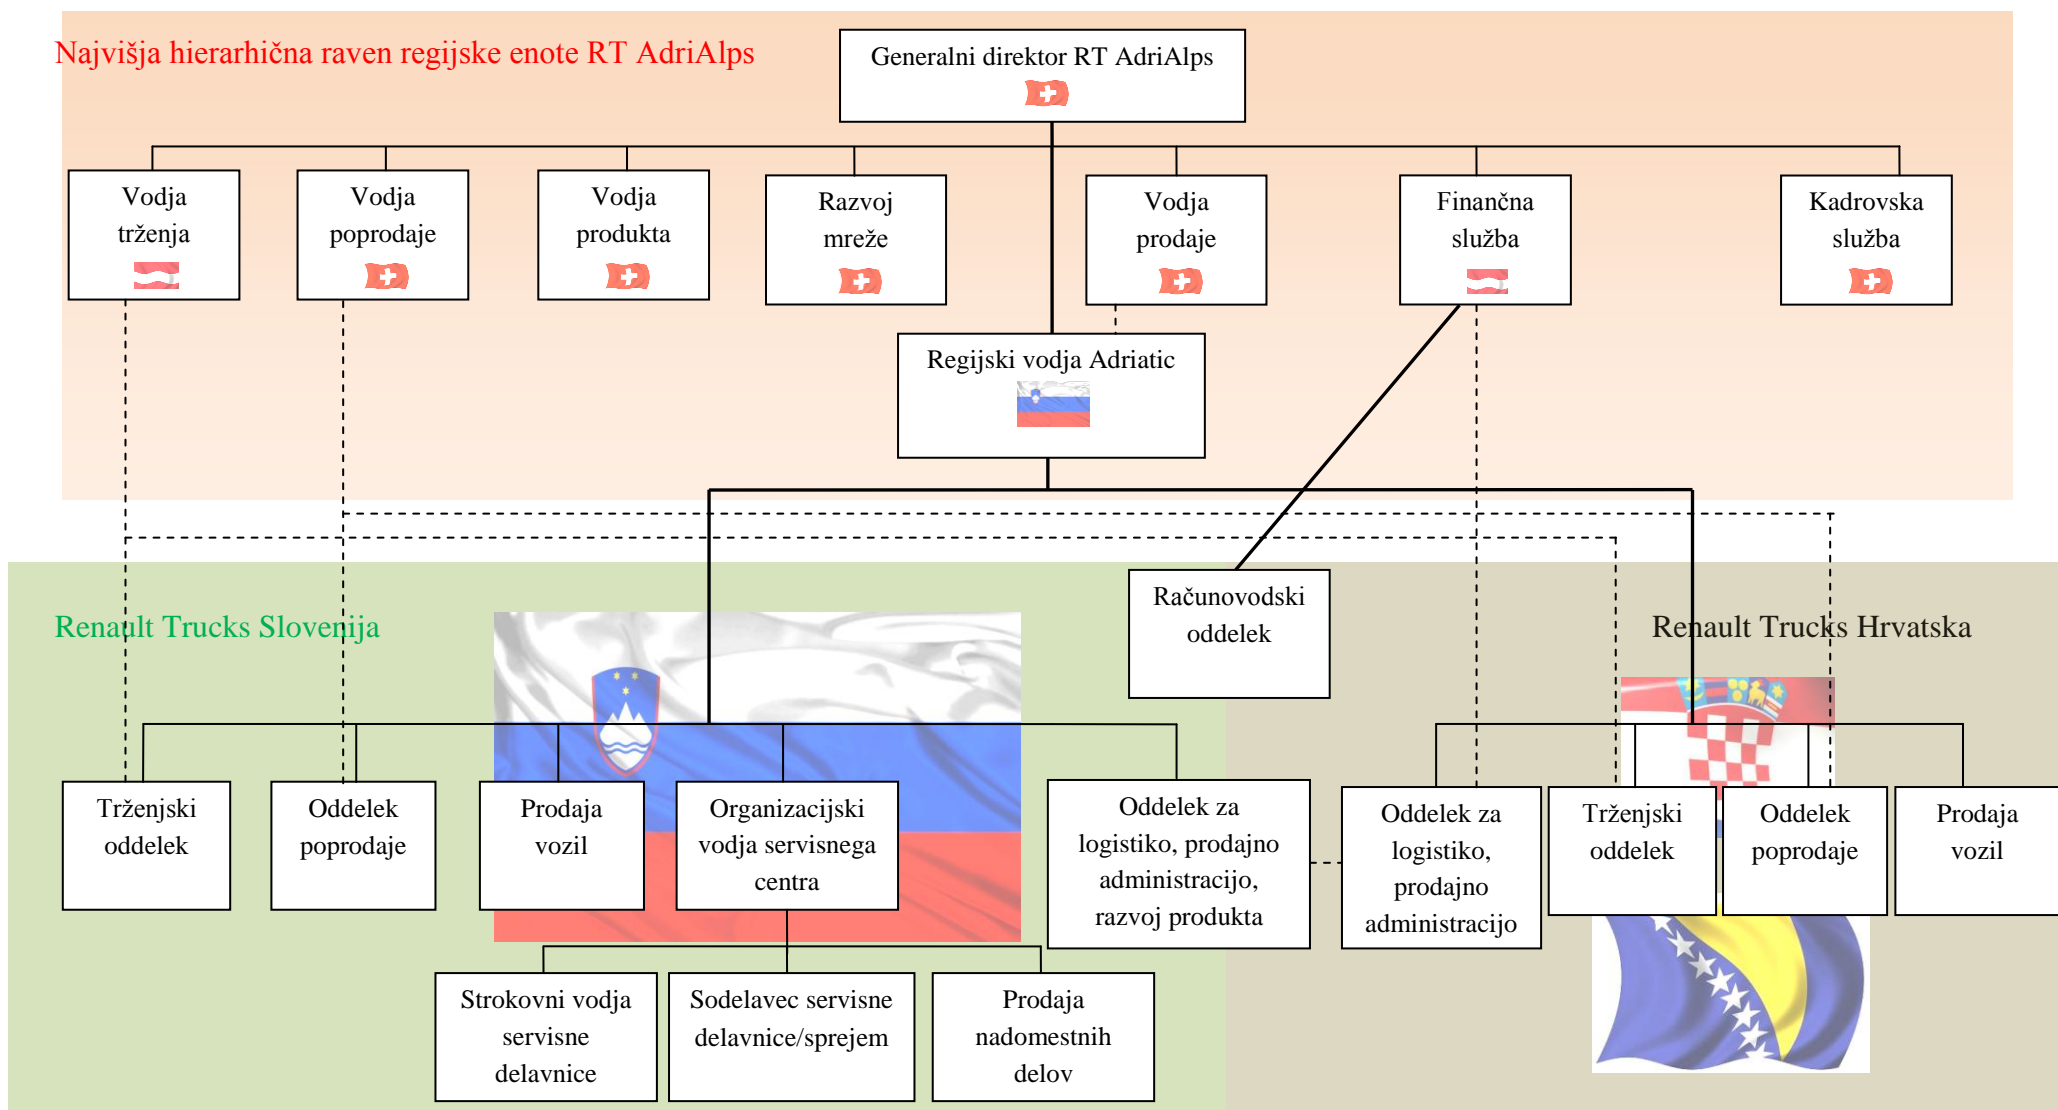 Najvišja hierarhična raven regijske enote RT AdriAlps
Generalni direktor RT AdriAlps
Vodja
trženja
Vodja
poprodaje
Vodja
produkta
Razvoj
mreže
Vodja
prodaje
Finančna
služba
Kadrovska
služba
Regijski vodja Adriatic
Računovodski
oddelek
Renault Trucks Slovenija
Renault Trucks Hrvatska
Trženjski
oddelek
Oddelek
poprodaje
Prodaja
vozil
Organizacijski
vodja servisnega
centra
Oddelek za
logistiko, prodajno
administracijo,
razvoj produkta
Oddelek za
logistiko,
prodajno
administracijo
Trženjski
oddelek
Oddelek
poprodaje
Prodaja
vozil
Strokovni vodja
servisne
delavnice
Sodelavec servisne
delavnice/sprejem
Prodaja
nadomestnih
delov